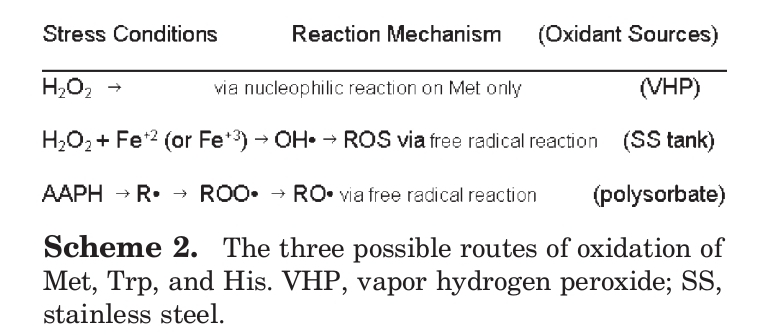 Stress Conditions Reaction Mechanism (Oxidant Sources)
H₂O₂ → via nucleophilic reaction on Met only (VHP)
H₂O₂ + Fe⁺² (or Fe⁺³) → OH• → ROS via free radical reaction (SS tank)
AAPH → R• → ROO• → RO• via free radical reaction (polysorbate)
Scheme 2. The three possible routes of oxidation of
Met, Trp, and His. VHP, vapor hydrogen peroxide; SS,
stainless steel.